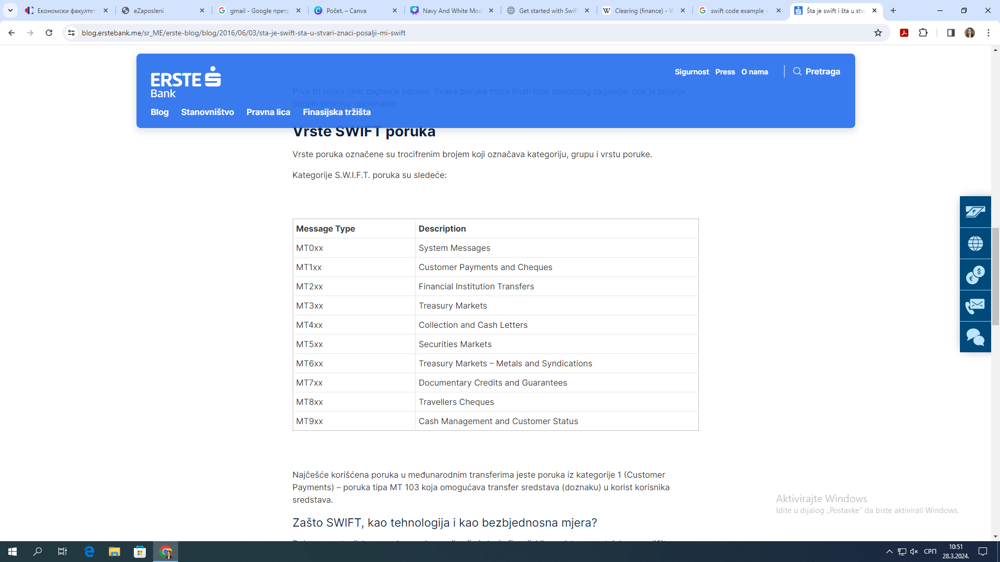 Економски факултет
eZaposleni
gmail - Google претр
Počet. – Canva
Navy And White Mod
Get started with Swift
Clearing (finance) - W
swift code example -
Šta je swift i šta u stva
blog.erstebank.me/sr_ME/erste-blog/blog/2016/06/03/sta-je-swift-sta-u-stvari-znaci-posalji-mi-swift
ERSTE
Bank
Sigurnost Press O nama Pretraga
Prva tri bloka čine zaglavlje poruke. Svaka poruka mora imati blok osnovnog zaglavlja, dok je pisanje
ostalih blokova opcionalno.
Blog Stanovništvo Pravna lica Finasijska tržišta
Vrste SWIFT poruka
Vrste poruka označene su trocifrenim brojem koji označava kategoriju, grupu i vrstu poruke.
Kategorije S.W.I.F.T. poruka su sledeće:
Message Type Description
MT0xx System Messages
MT1xx Customer Payments and Cheques
MT2xx Financial Institution Transfers
MT3xx Treasury Markets
MT4xx Collection and Cash Letters
MT5xx Securities Markets
MT6xx Treasury Markets – Metals and Syndications
MT7xx Documentary Credits and Guarantees
MT8xx Travellers Cheques
MT9xx Cash Management and Customer Status
Najčešće korišćena poruka u međunarodnim transferima jeste poruka iz kategorije 1 (Customer
Payments) – poruka tipa MT 103 koja omogućava transfer sredstava (doznaku) u korist korisnika
sredstava.
Zašto SWIFT, kao tehnologija i kao bezbjednosna mjera?
Aktivirajte Windows
Idite u dijalog „Postavke“ da biste aktivirali Windows.
СРП
10:51
28.3.2024.